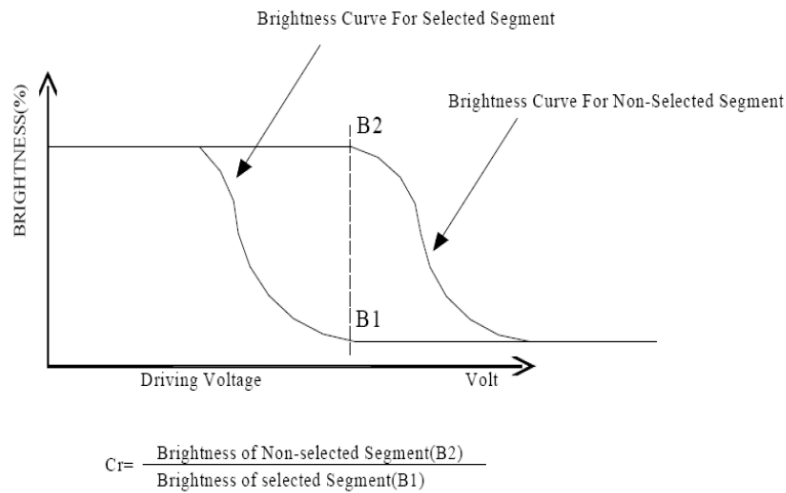 Brightness Curve For Selected Segment
Brightness Curve For Non-Selected Segment
BRIGHTNESS(%)
B2
B1
Driving Voltage
Volt
Cr= Brightness of Non-selected Segment(B2)
Brightness of selected Segment(B1)